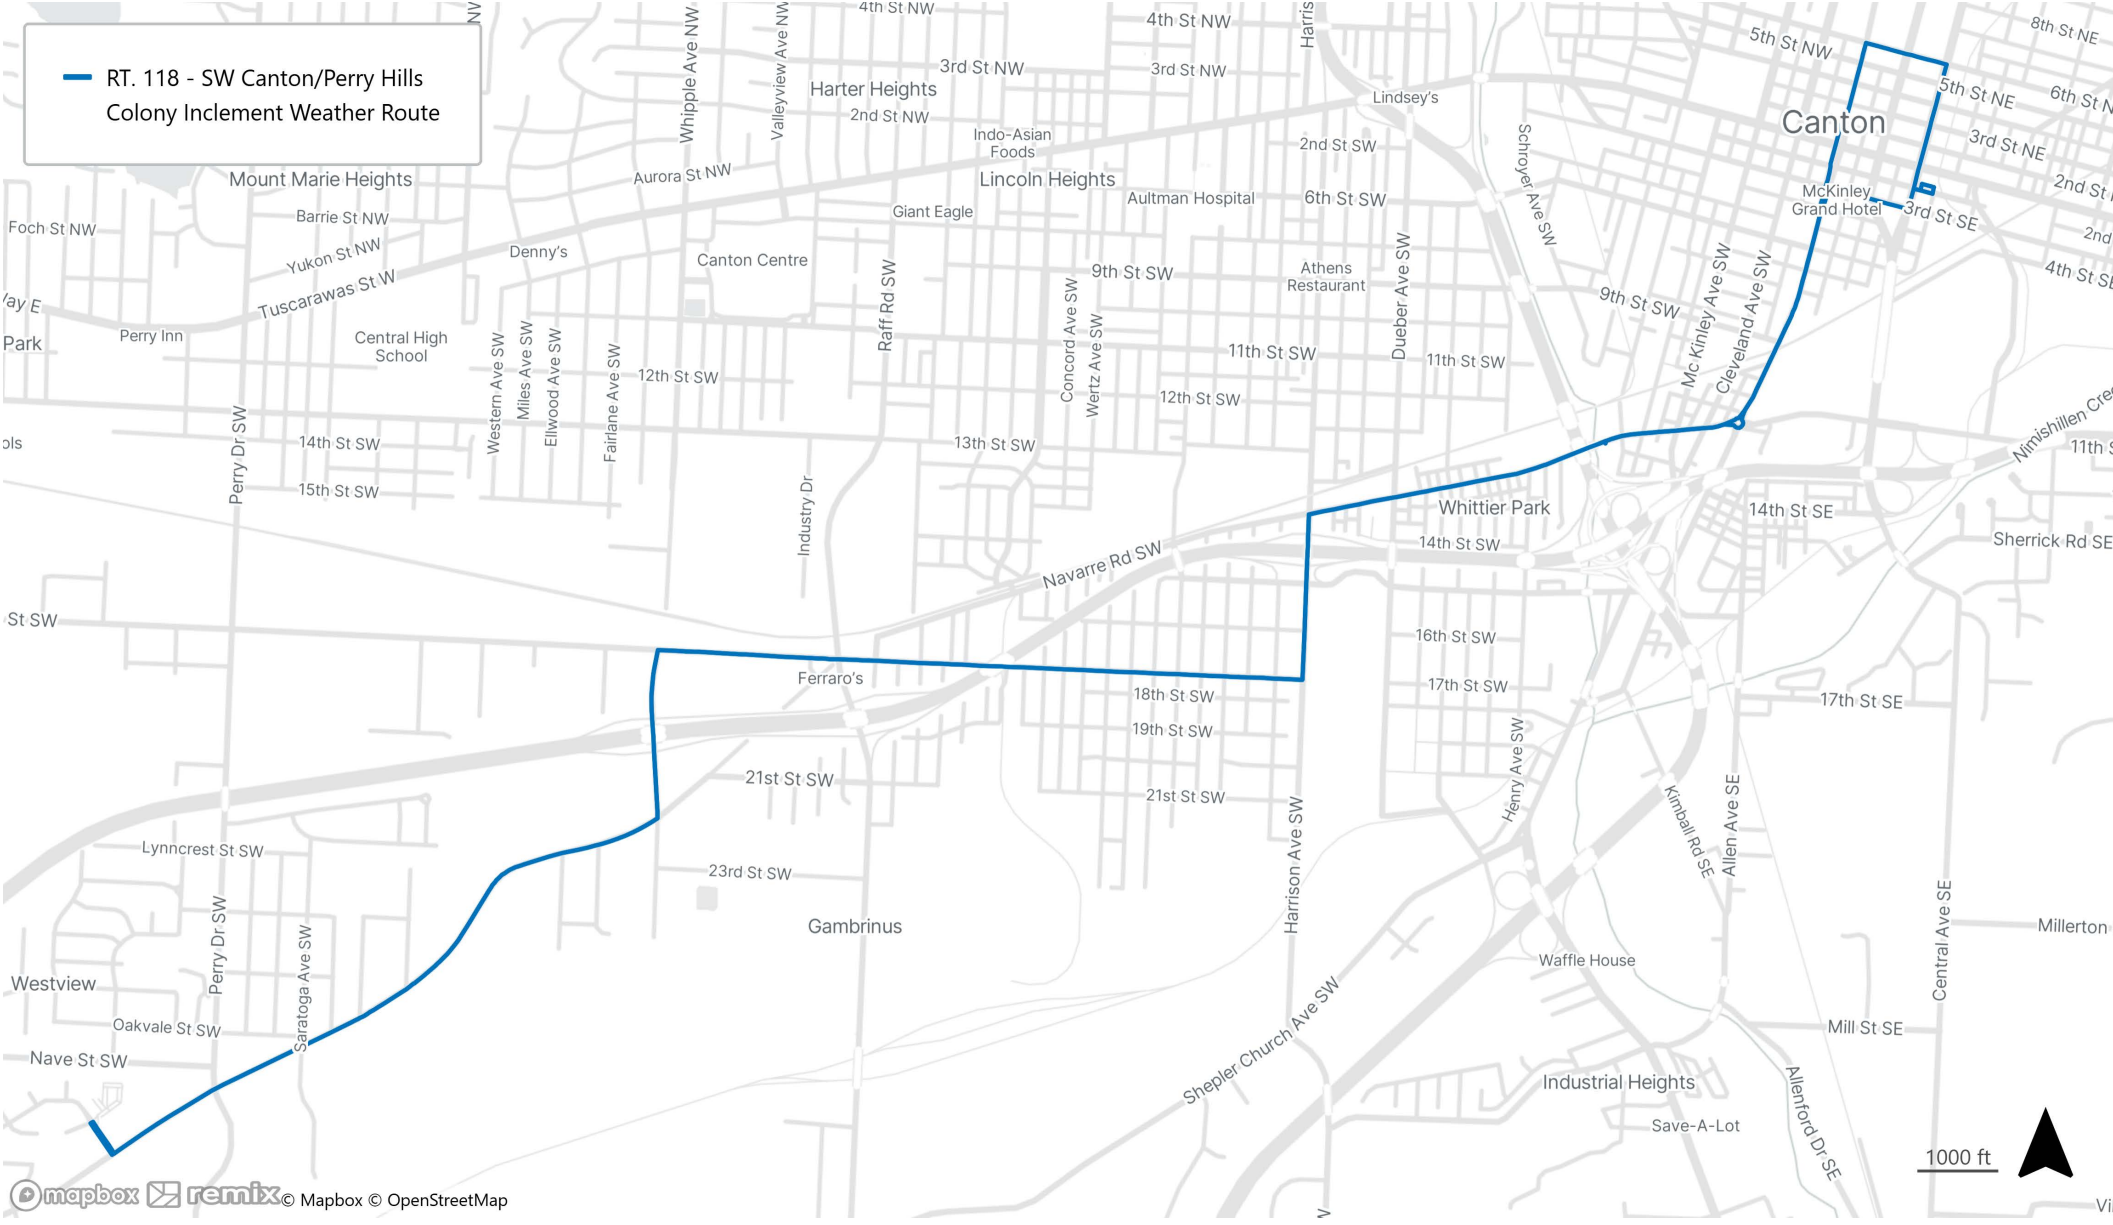 RT. 118 - SW Canton/Perry Hills
Colony Inclement Weather Route
NW
4th St NW
4th St NW
Harris
5th St NW
8th St NE
Whipple Ave NW
Valleyview Ave NW
3rd St NW
3rd St NW
Harter Heights
2nd St NW
Lindsey's
5th St NE
6th St N
Canton
Indo-Asian
Foods
2nd St SW
Schroyer Ave SW
3rd St NE
Mount Marie Heights
Aurora St NW
Lincoln Heights
Aultman Hospital
6th St SW
McKinley
Grand Hotel
2nd St
Barrie St NW
Giant Eagle
3rd St SE
Foch St NW
Yukon St NW
Denny's
Canton Centre
9th St SW
Athens
Restaurant
Dueber Ave SW
2nd
4th St SE
Tuscarawas St W
Way E
Raff Rd SW
Concord Ave SW
Wertz Ave SW
9th St SW
Mc Kinley Ave SW
Cleveland Ave SW
Perry Inn
Park
Central High
School
Western Ave SW
Miles Ave SW
Ellwood Ave SW
Fairlane Ave SW
12th St SW
11th St SW
11th St SW
12th St SW
Perry Dr SW
ols
14th St SW
13th St SW
Nimishillen Cree
11th S
15th St SW
Industry Dr
Whittier Park
14th St SE
Navarre Rd SW
14th St SW
Sherrick Rd SE
St SW
16th St SW
Ferraro's
18th St SW
17th St SW
17th St SE
19th St SW
Henry Ave SW
21st St SW
21st St SW
Kimball Rd SE
Allen Ave SE
Lynncrest St SW
23rd St SW
Harrison Ave SW
Perry Dr SW
Saratoga Ave SW
Gambrinus
Central Ave SE
Millerton
Westview
Waffle House
Oakvale St SW
Shepler Church Ave SW
Mill St SE
Nave St SW
Industrial Heights
Allenford Dr SE
Save-A-Lot
1000 ft
mapbox remix © Mapbox © OpenStreetMap
W
Vi